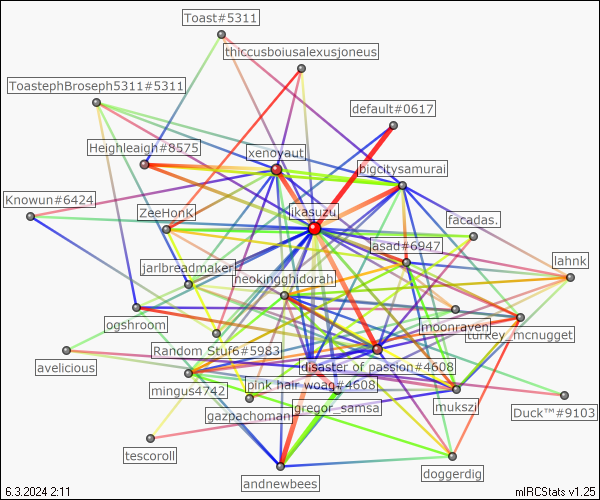 Toast#5311
thiccusboiusalexusjoneus
ToastephBroseph5311#5311
default#0617
Heighleaigh#8575
xenoyaut
bigcitysamurai
Knowun#6424
ikasuzu
ZeeHonK
facadas.
jasad#6947
lahnk
jarlbreadmaker
neokingghidorah
ogshroom
moonraven
turkey_mcnugget
Random Stuf6#5983
avelicious
disaster of passion#4608
mingus4742
pink hair woag#4608
gazpachoman
gregor_samsa
mukszif
Duck™#9103
tescoroll
doggerdig
andnewbees
6.3.2024 2:11
mIRCStats v1.25